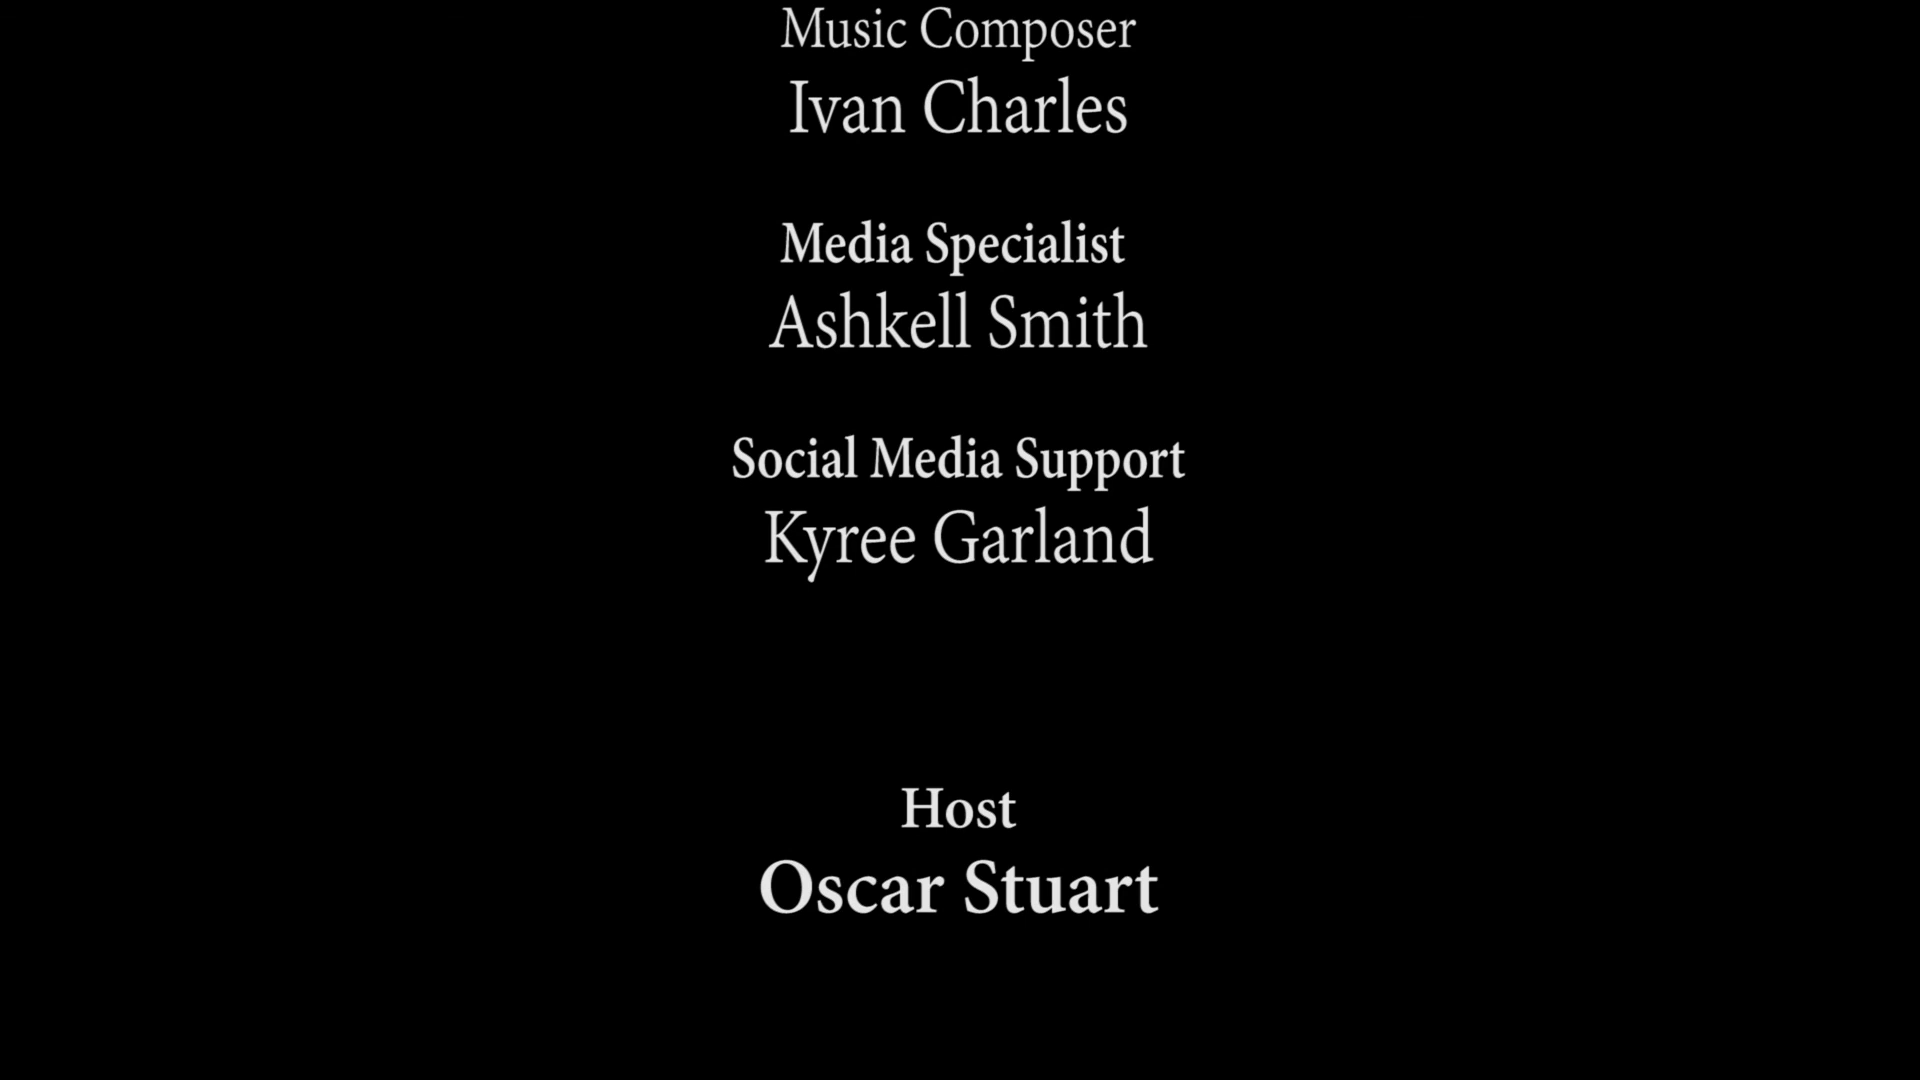 Music Composer
Ivan Charles
Media Specialist
Ashkell Smith
Social Media Support
Kyree Garland
Host
Oscar Stuart